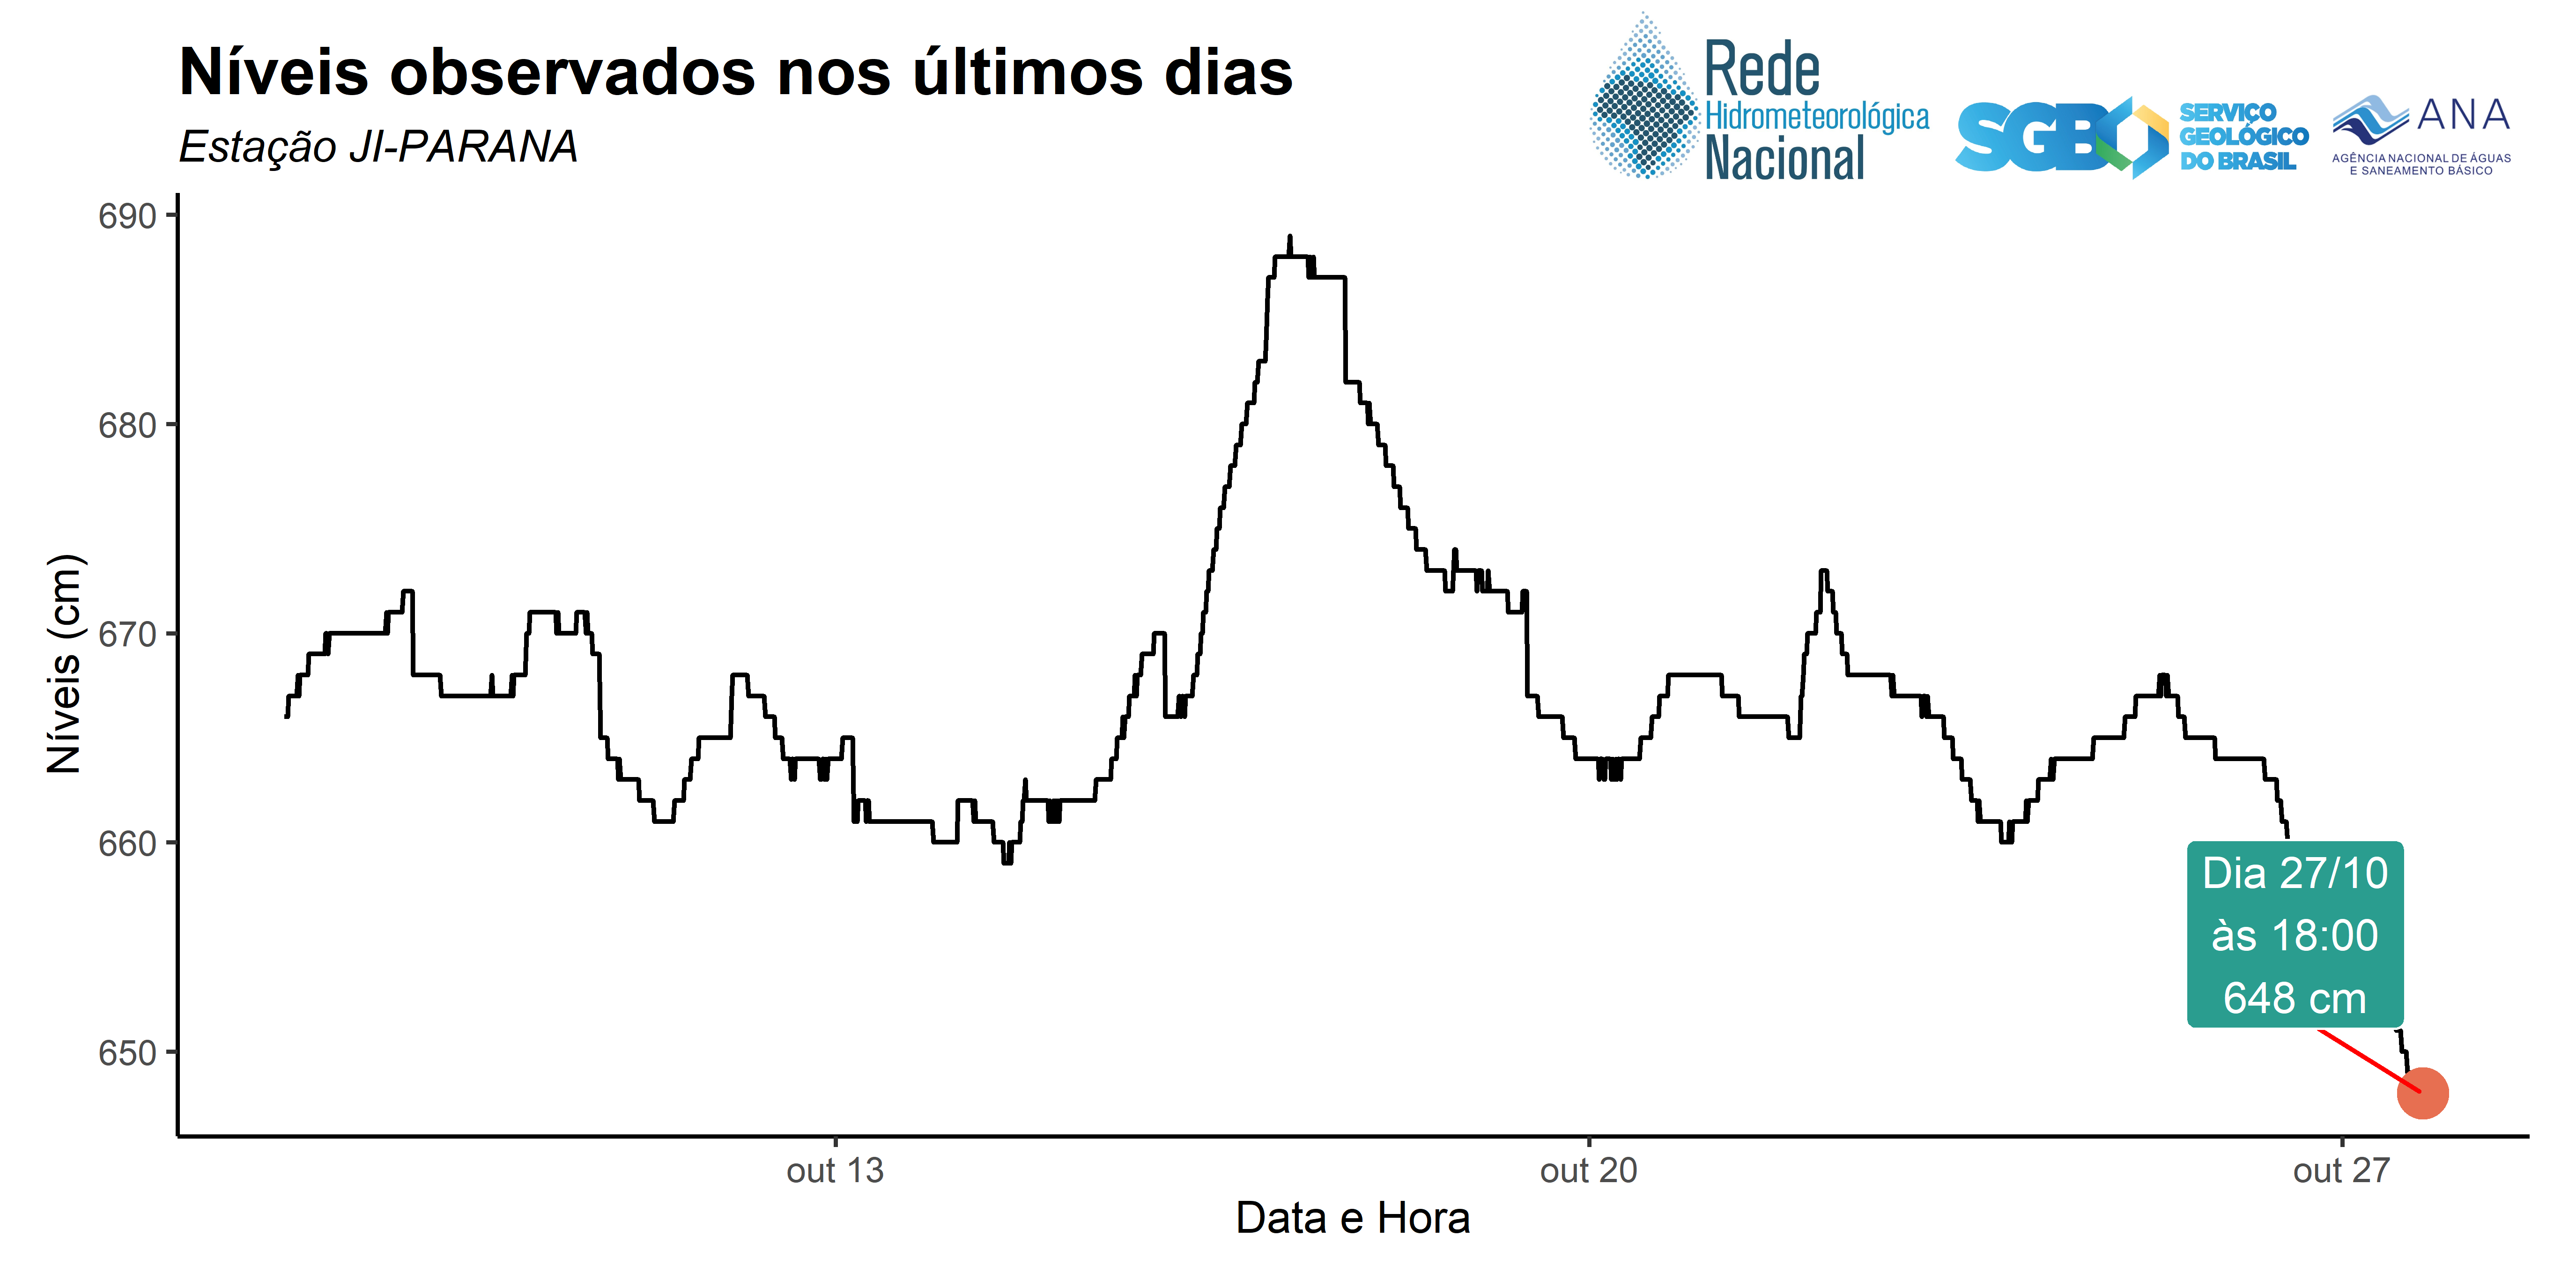 Níveis observados nos últimos dias
Estação JI-PARANA
Rede
Hidrometeorológica
Nacional
SGB
SERVIÇO
GEOLÓGICO
DO BRASIL
ANA
AGÊNCIA NACIONAL DE ÁGUAS
E SANEAMENTO BÁSICO
Níveis (cm)
690
680
670
660
650
Dia 27/10
às 18:00
648 cm
out 13
out 20
out 27
Data e Hora